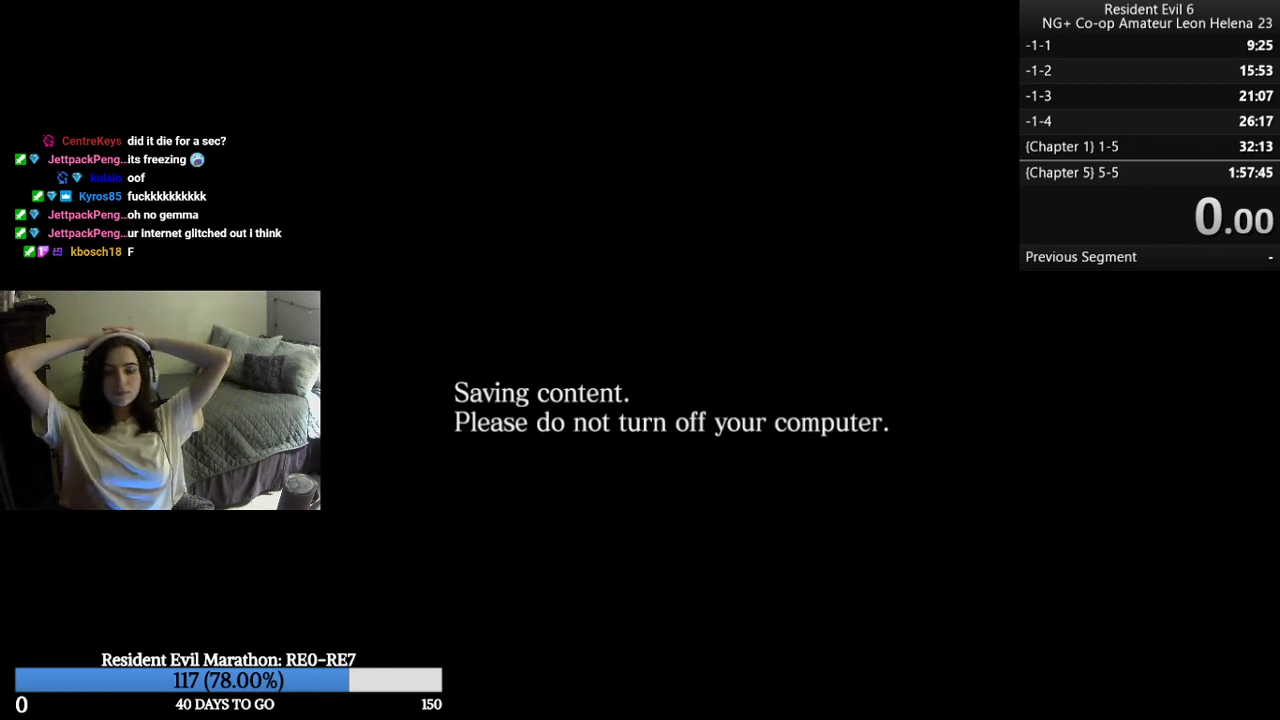 Resident Evil 6
NG+ Co-op Amateur Leon Helena 23
-1-1 9:25
-1-2 15:53
-1-3 21:07
-1-4 26:17
{Chapter 1} 1-5 32:13
{Chapter 5} 5-5 1:57:45
0.00
Previous Segment -
CentreKeys did it die for a sec?
JettpackPeng... its freezing
kulalo oof
Kyros85 fuckkkkkkkkkk
JettpackPeng... oh no gemma
JettpackPeng... ur internet glitched out i think
kbosch18 F
Saving content.
Please do not turn off your computer.
Resident Evil Marathon: RE0-RE7
117 (78.00%)
0 40 DAYS TO GO 150